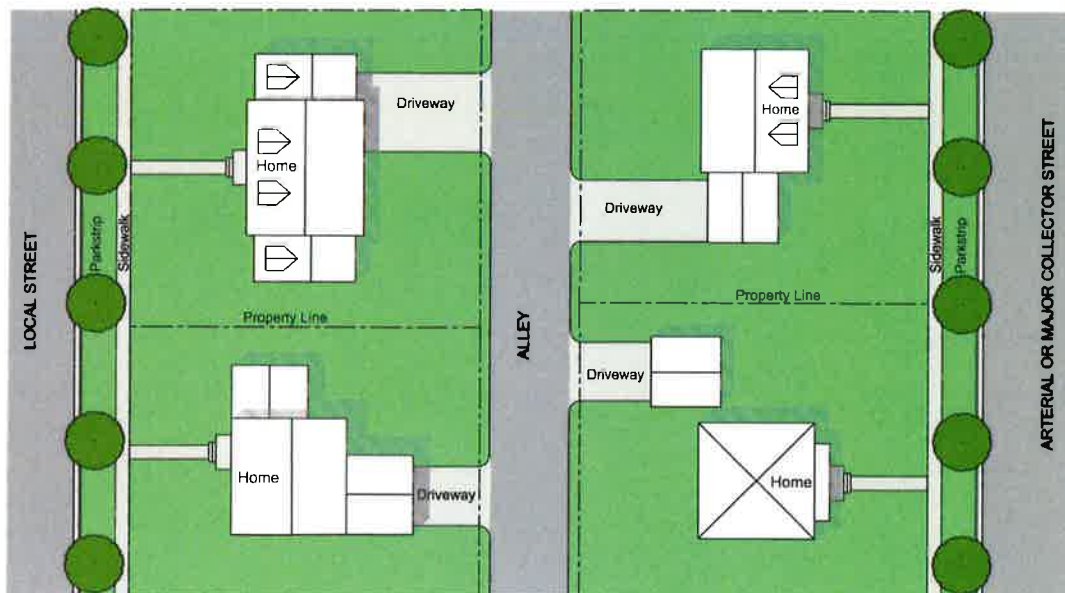 LOCAL STREET
Parkstrip
Sidewalk
Home
Driveway
Property Line
Home
Driveway
ALLEY
Home
Driveway
Property Line
Driveway
Home
Sidewalk
Parkstrip
ARTERIAL OR MAJOR COLLECTOR STREET